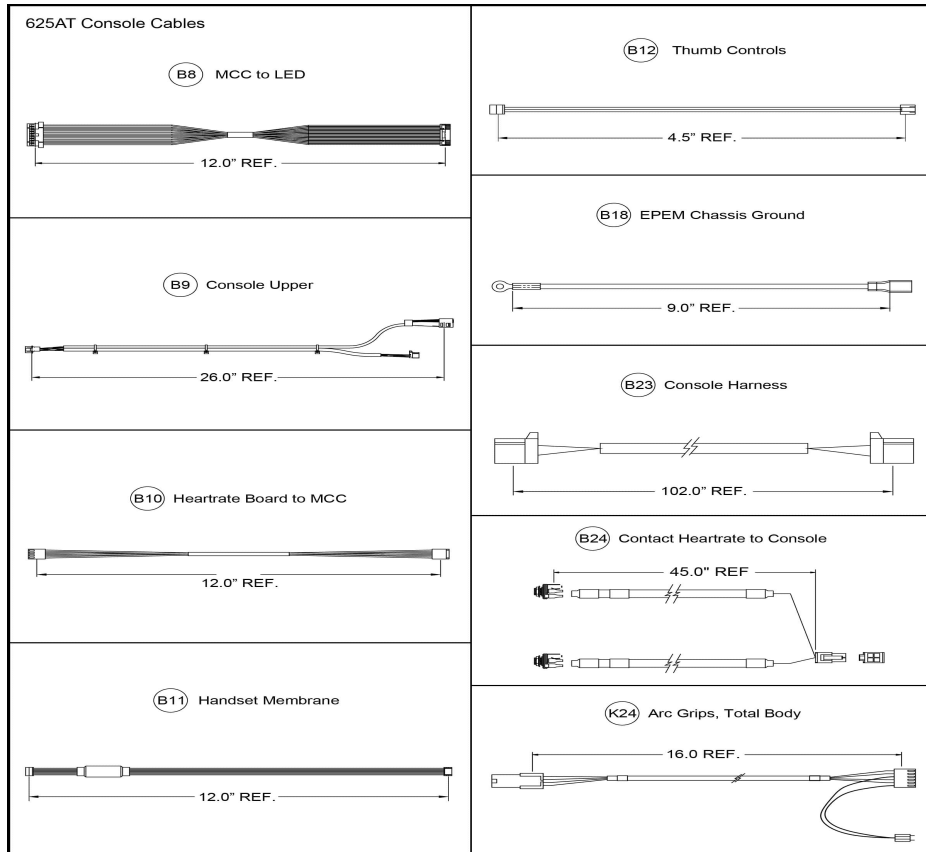 625AT Console Cables
B8 MCC to LED
12.0” REF.
B9 Console Upper
26.0” REF.
B10 Heartrate Board to MCC
12.0” REF.
B11 Handset Membrane
12.0” REF.
B12 Thumb Controls
4.5” REF.
B18 EPEM Chassis Ground
9.0” REF.
B23 Console Harness
102.0” REF.
B24 Contact Heartrate to Console
45.0" REF
K24 Arc Grips, Total Body
16.0 REF.